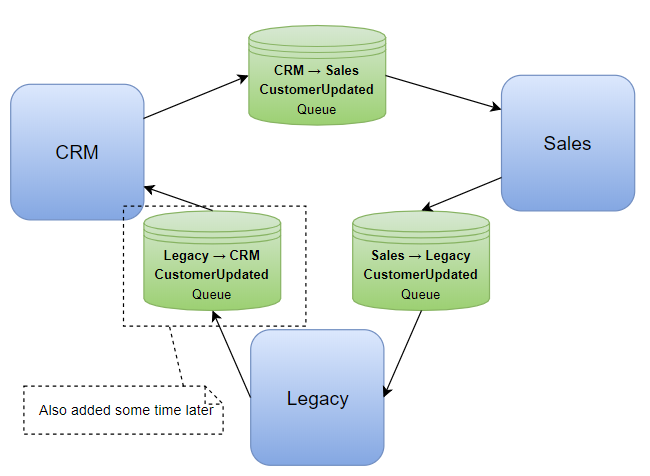 CRM → Sales
CustomerUpdated
Queue
CRM
Sales
Legacy → CRM
CustomerUpdated
Queue
Sales → Legacy
CustomerUpdated
Queue
Legacy
Also added some time later